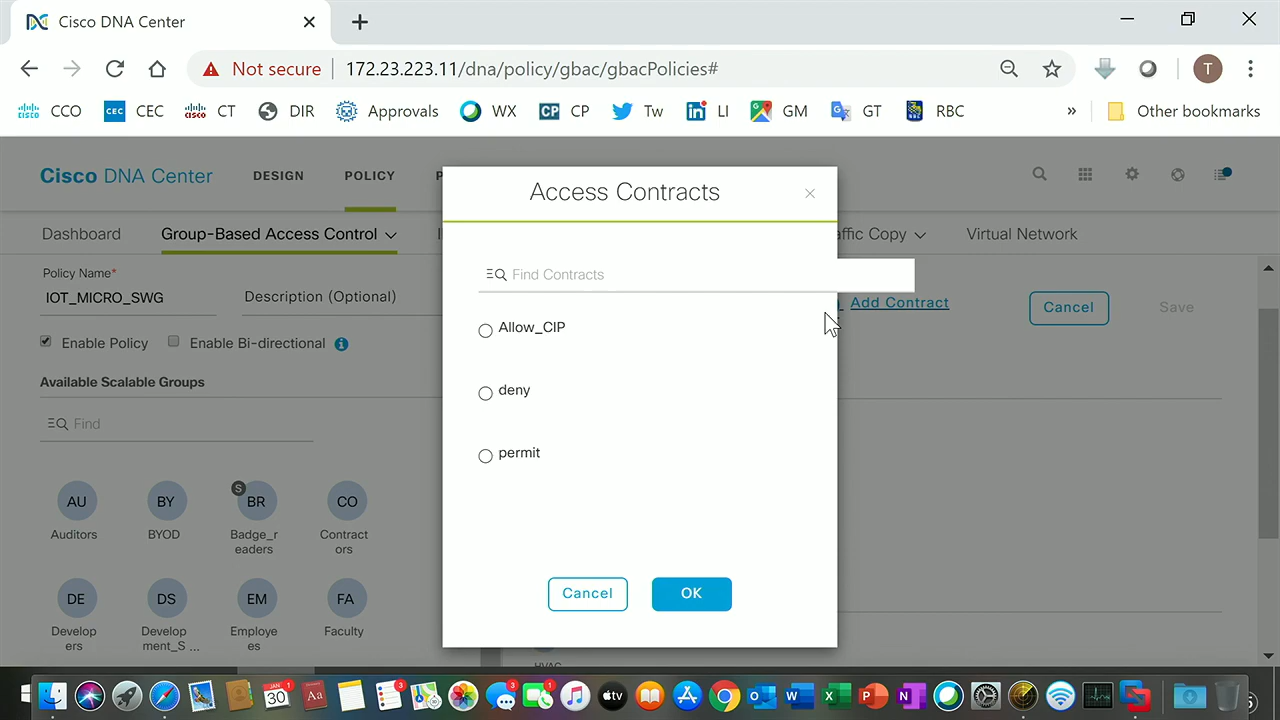 Cisco DNA Center
Not secure
172.23.223.11/dna/policy/gbac/gbacPolicies#
T
CCO
CEC
CEC
CT
DIR
Approvals
WX
CP
CP
Tw
LI
GM
GT
RBC
»
Other bookmarks
Cisco DNA Center
DESIGN
POLICY
P
Access Contracts
Dashboard
Group-Based Access Control
affic Copy
Virtual Network
Policy Name*
IOT_MICRO_SWG
Description (Optional)
Find Contracts
Add Contract
Cancel
Save
Enable Policy
Enable Bi-directional
Allow_CIP
deny
permit
Available Scalable Groups
Find
AU
Auditors
BY
BYOD
S
BR
Badge_r
eaders
CO
Contract
ors
DE
Develop
ers
DS
Develop
ment_S ...
EM
Employe
es
FA
Faculty
Cancel
OK
HVAC